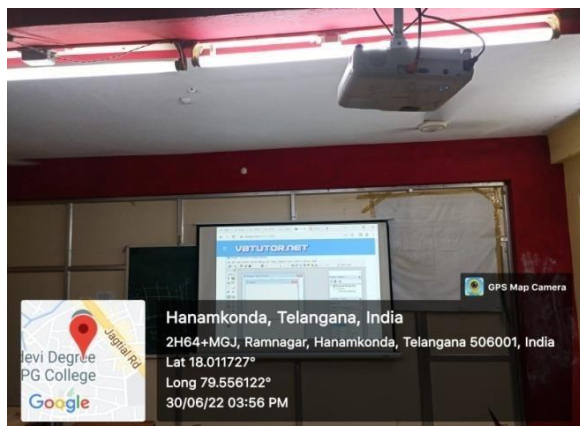 VBTUTOR.NET
GPS Map Camera
Hanamkonda, Telangana, India
2H64+MGJ, Ramnagar, Hanamkonda, Telangana 506001, India
Lat 18.011727°
Long 79.556122°
30/06/22 03:56 PM
Jagtial Rd
devi Degree
PG College
Google